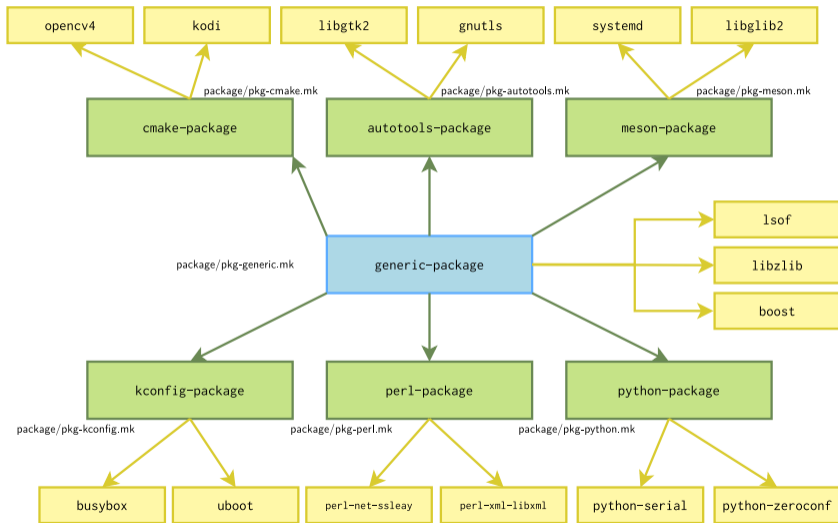 opencv4
kodi
libgtk2
gnutls
systemd
libglib2
package/pkg-cmake.mk
package/pkg-autotools.mk
package/pkg-meson.mk
cmake-package
autotools-package
meson-package
lsof
package/pkg-generic.mk
generic-package
libzlib
boost
kconfig-package
perl-package
python-package
package/pkg-kconfig.mk
package/pkg-perl.mk
package/pkg-python.mk
busybox
uboot
perl-net-ssleay
perl-xml-libxml
python-serial
python-zeroconf